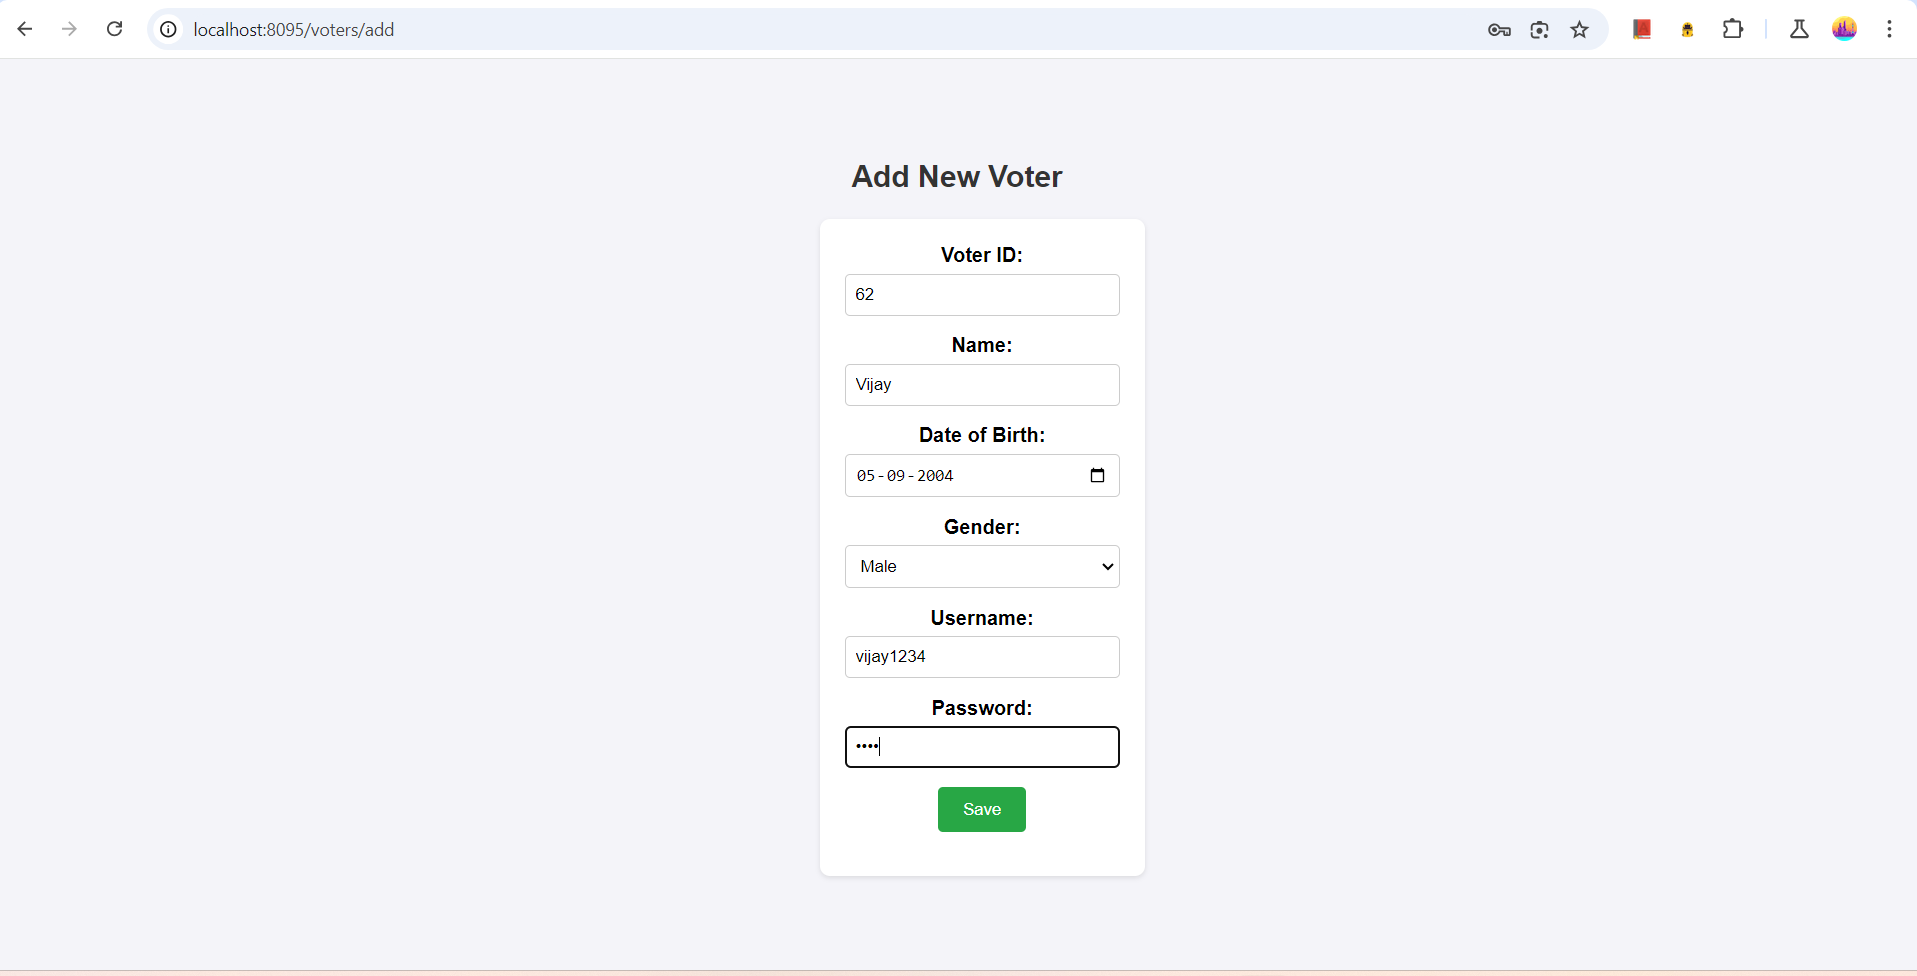 localhost:8095/voters/add
Add New Voter
Voter ID:
62
Name:
Vijay
Date of Birth:
05-09-2004
Gender:
Male
Username:
vijay1234
Password:
••••
Save